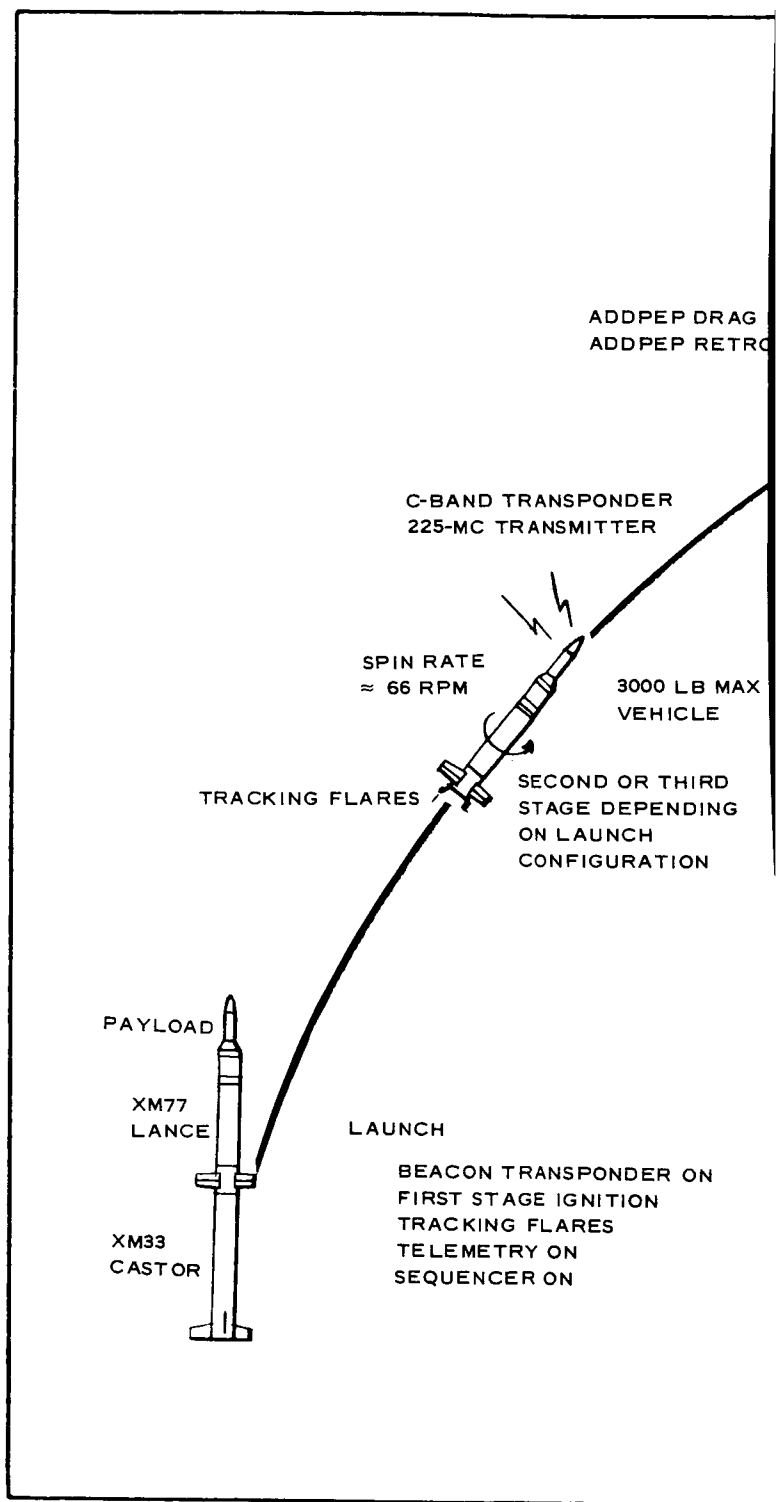 ADDPEP DRAG
ADDPEP RETRO
C-BAND TRANSPONDER
225-MC TRANSMITTER
SPIN RATE
≈ 66 RPM
3000 LB MAX
VEHICLE
TRACKING FLARES
SECOND OR THIRD
STAGE DEPENDING
ON LAUNCH
CONFIGURATION
PAYLOAD
XM77
LANCE
LAUNCH
BEACON TRANSPONDER ON
FIRST STAGE IGNITION
TRACKING FLARES
TELEMETRY ON
SEQUENCER ON
XM33
CASTOR